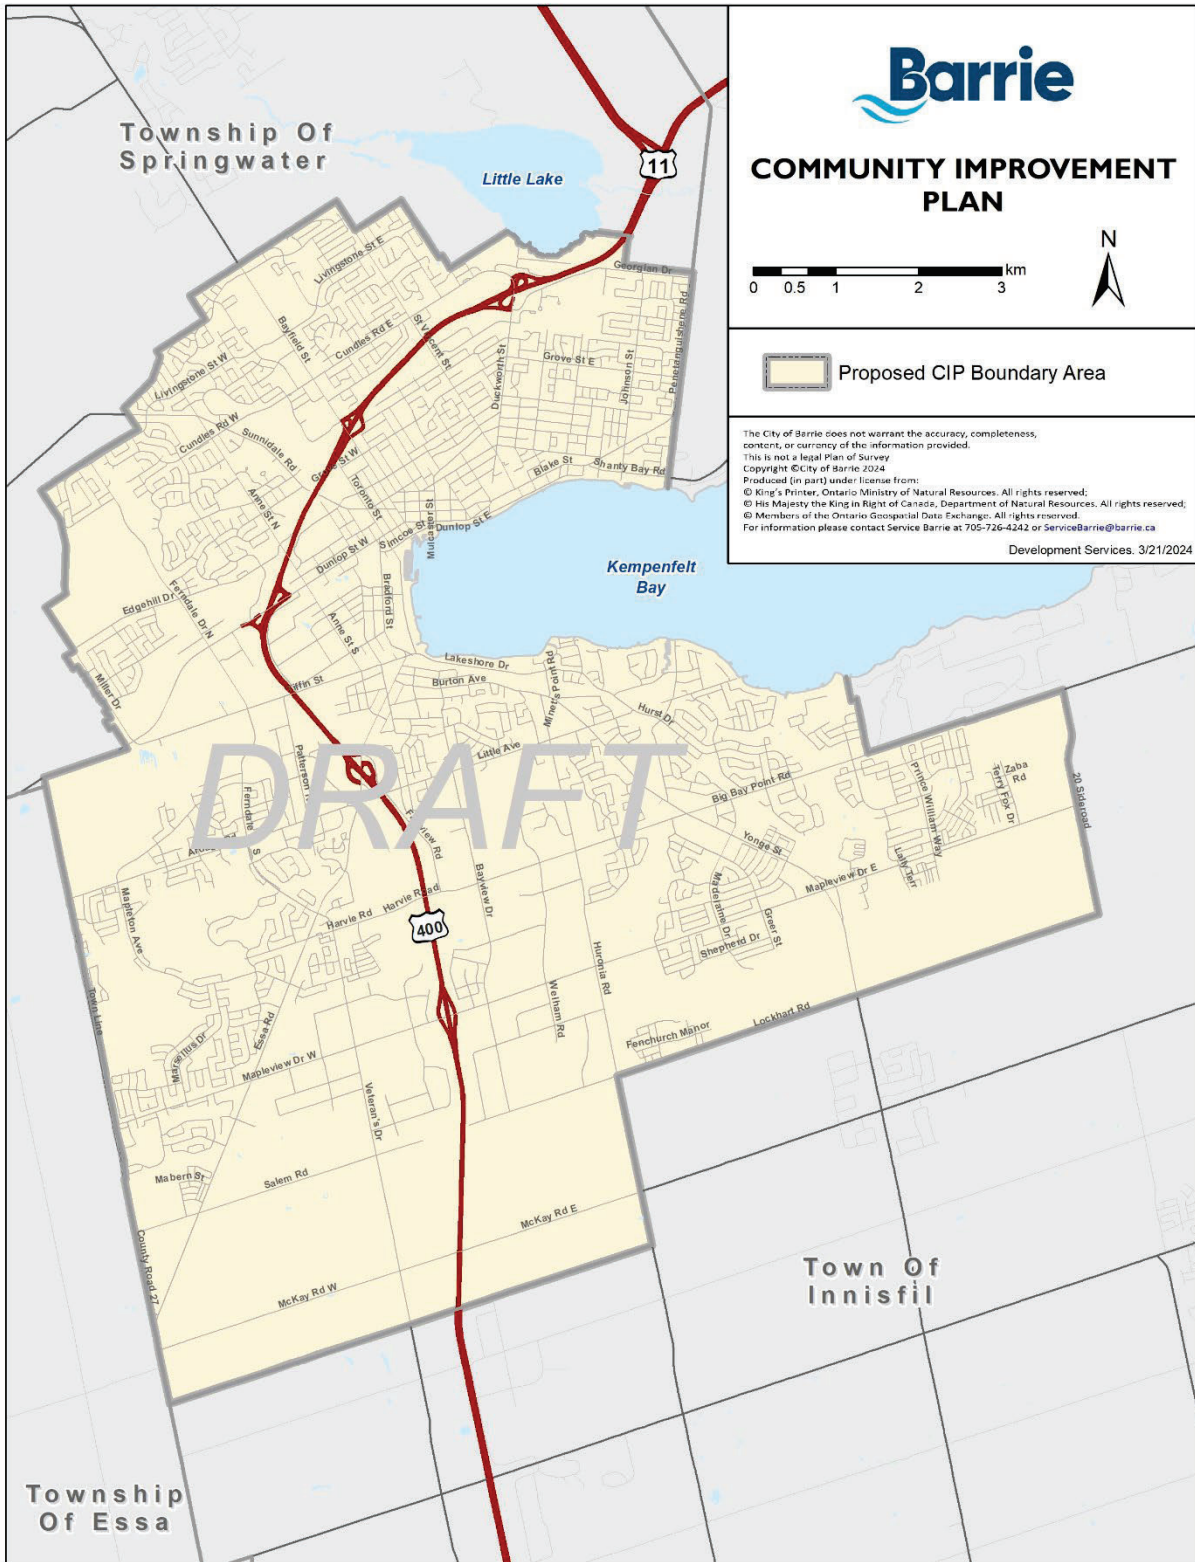 Barrie
COMMUNITY IMPROVEMENT
PLAN
N
km
0 0.5 1 2 3
Proposed CIP Boundary Area
The City of Barrie does not warrant the accuracy, completeness,
content, or currency of the information provided.
This is not a legal Plan of Survey
Copyright ©City of Barrie 2024
Produced (in part) under license from:
© King's Printer, Ontario Ministry of Natural Resources. All rights reserved;
© His Majesty the King in Right of Canada, Department of Natural Resources. All rights reserved;
© Members of the Ontario Geospatial Data Exchange. All rights reserved.
For information please contact Service Barrie at 705-726-4242 or ServiceBarrie@barrie.ca
Development Services. 3/21/2024
Township Of
Springwater
Little Lake
11
Livingstone St E
Georgian Dr
Bayfield St
Cundles Rd E
St Vincent St
Penetanguishene Rd
Grove St E
Johnson St
Duckworth St
Livingstone St W
Cundles Rd W
Sunnidale Rd
Grove St W
Anne St N
Toronto St
Blake St
Shanty Bay Rd
Mulcaster St
Dunlop St E
Simcoe St
Dunlop St W
Kempenfelt
Bay
Bradford St
Edgehill Dr
Ferndale Dr N
Anne St S
Lakeshore Dr
Burton Ave
Minet's Point Rd
Miller Dr
Tiffin St
Hurst Dr
Little Ave
Patterson
DRAFT
Big Bay Point Rd
Prince William Way
Zaba
Rd
Terry Fox Dr
20 Sideroad
Ferndale
S
view Rd
Yonge St
Lally Terr
Mapleview Dr E
Mapleton Ave
Bayview Dr
Harvie Rd
Harvie Road
400
Madelaine Dr
Greer St
Shepherd Dr
Huronia Rd
Welham Rd
Town Line
Essa Rd
Marsellus Dr
Fenchurch Manor
Lockhart Rd
Mapleview Dr W
Veteran's Dr
Mabern St
Salem Rd
McKay Rd E
County Road 27
McKay Rd W
Town Of
Innisfil
Township
Of Essa